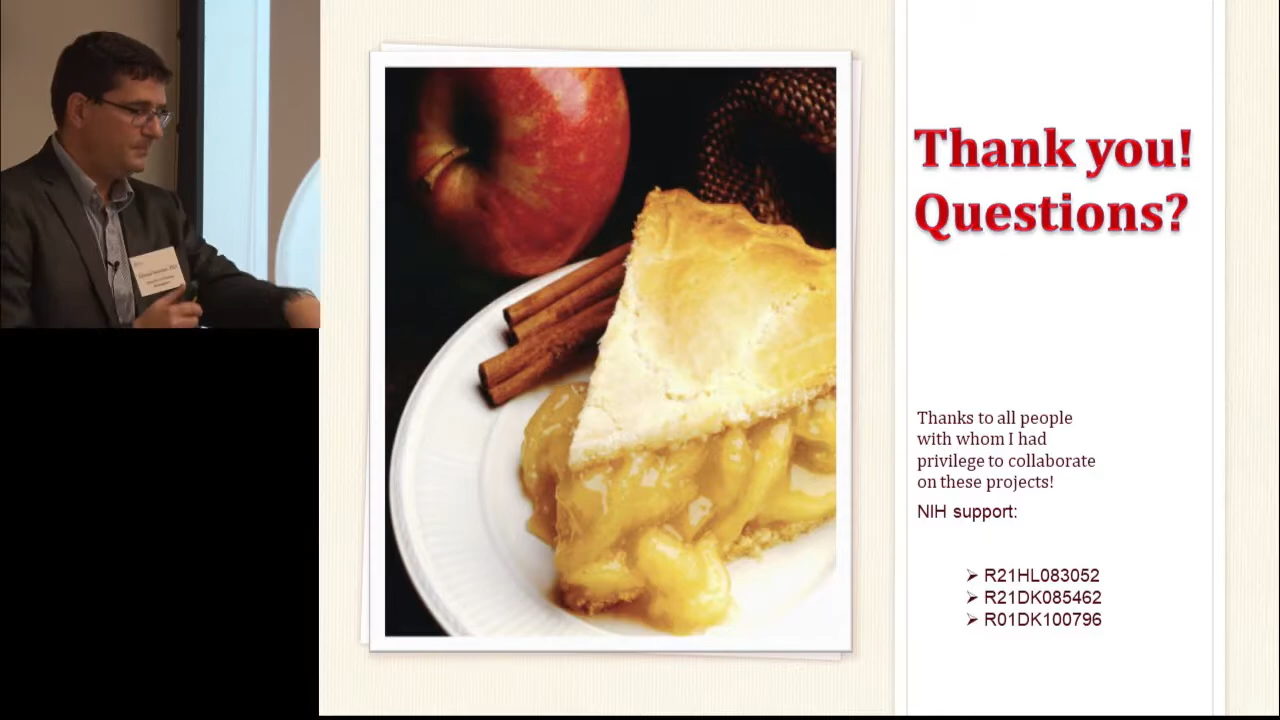 Thank you!
Questions?
Thanks to all people
with whom I had
privilege to collaborate
on these projects!
NIH support:
➢ R21HL083052
➢ R21DK085462
➢ R01DK100796